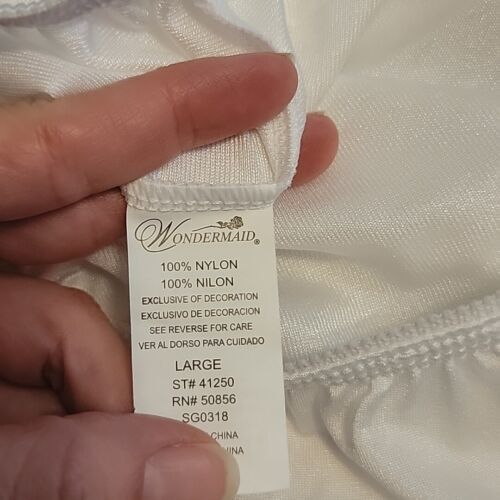 WONDERMAID®
100% NYLON
100% NILON
EXCLUSIVE OF DECORATION
EXCLUSIVO DE DECORACION
SEE REVERSE FOR CARE
VER AL DORSO PARA CUIDADO
LARGE
ST# 41250
RN# 50856
SG0318
CHINA